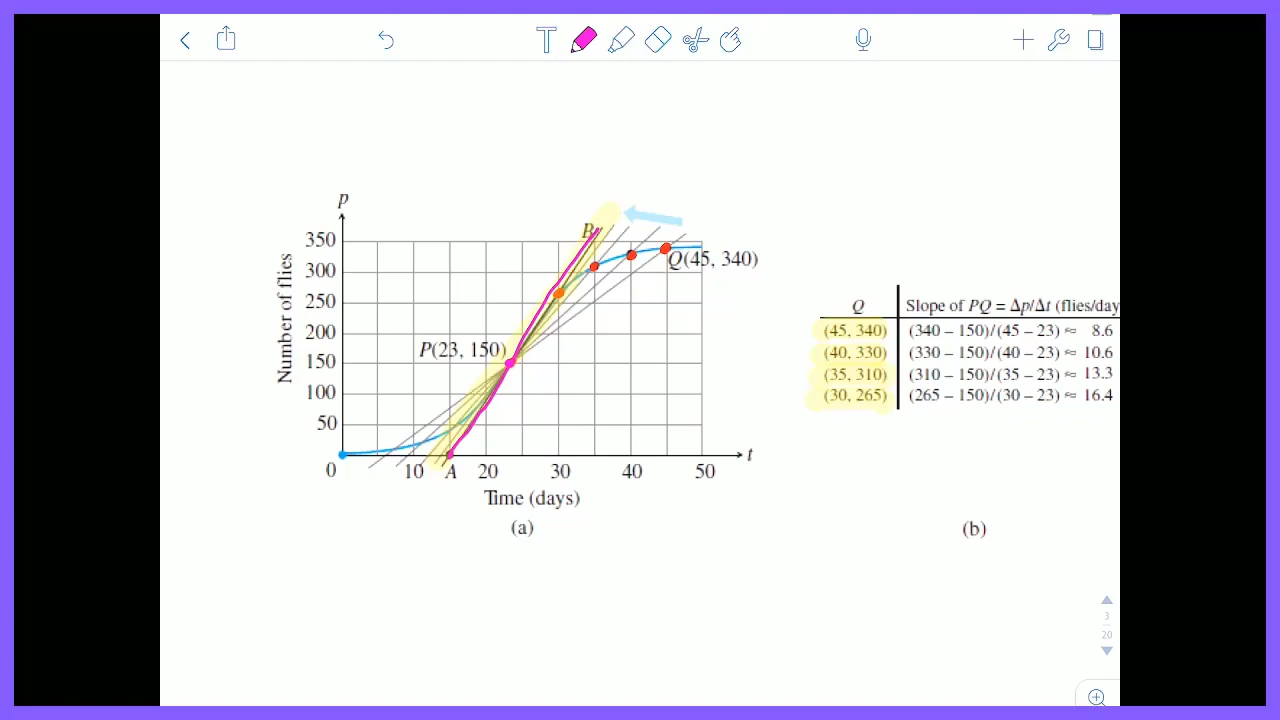 p
350
300
250
200
150
100
50
0
Number of flies
B
Q(45, 340)
P(23, 150)
t
10 A 20 30 40 50
Time (days)
(a)
Q Slope of PQ = Δp/Δt (flies/day
(45, 340) (340 – 150)/(45 – 23) ≈ 8.6
(40, 330) (330 – 150)/(40 – 23) ≈ 10.6
(35, 310) (310 – 150)/(35 – 23) ≈ 13.3
(30, 265) (265 – 150)/(30 – 23) ≈ 16.4
(b)
3
20